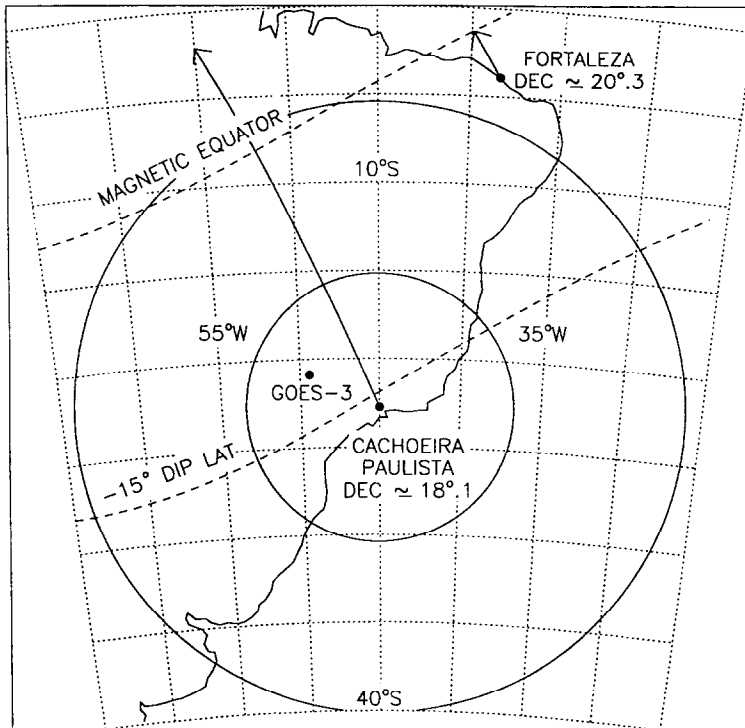 FORTALEZA
DEC ≃ 20°.3
MAGNETIC EQUATOR
10°S
55°W
35°W
GOES-3
CACHOEIRA
PAULISTA
DEC ≃ 18°.1
-15° DIP LAT
40°S